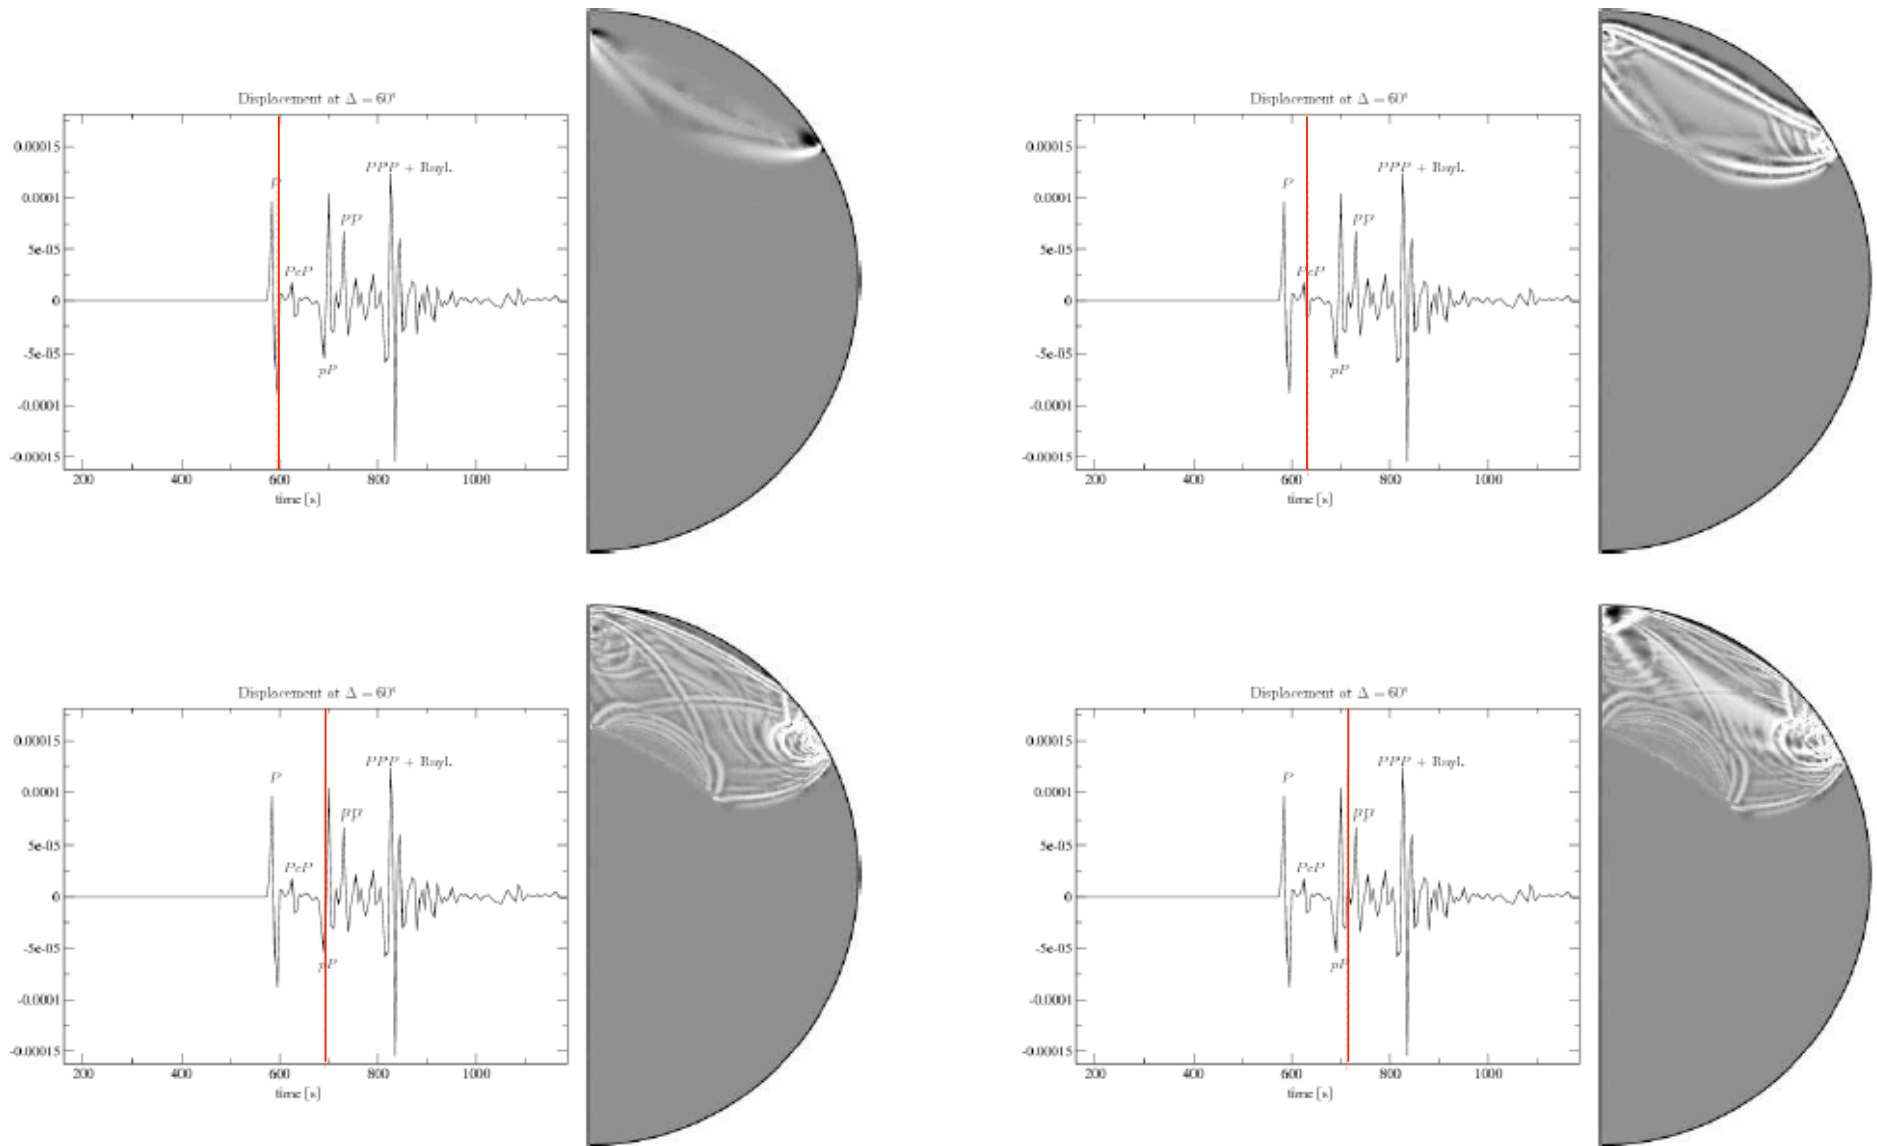 Displacement at Δ = 60°
0.00015
0.0001
5e-05
0
-5e-05
-0.0001
-0.00015
P
PcP
pP
PP
PPP + Rayl.
200 400 600 800 1000
time [s]
Displacement at Δ = 60°
0.00015
0.0001
5e-05
0
-5e-05
-0.0001
-0.00015
P
PcP
pP
PP
PPP + Rayl.
200 400 600 800 1000
time [s]
Displacement at Δ = 60°
0.00015
0.0001
5e-05
0
-5e-05
-0.0001
-0.00015
P
PcP
pP
PP
PPP + Rayl.
200 400 600 800 1000
time [s]
Displacement at Δ = 60°
0.00015
0.0001
5e-05
0
-5e-05
-0.0001
-0.00015
P
PcP
pP
PP
PPP + Rayl.
200 400 600 800 1000
time [s]